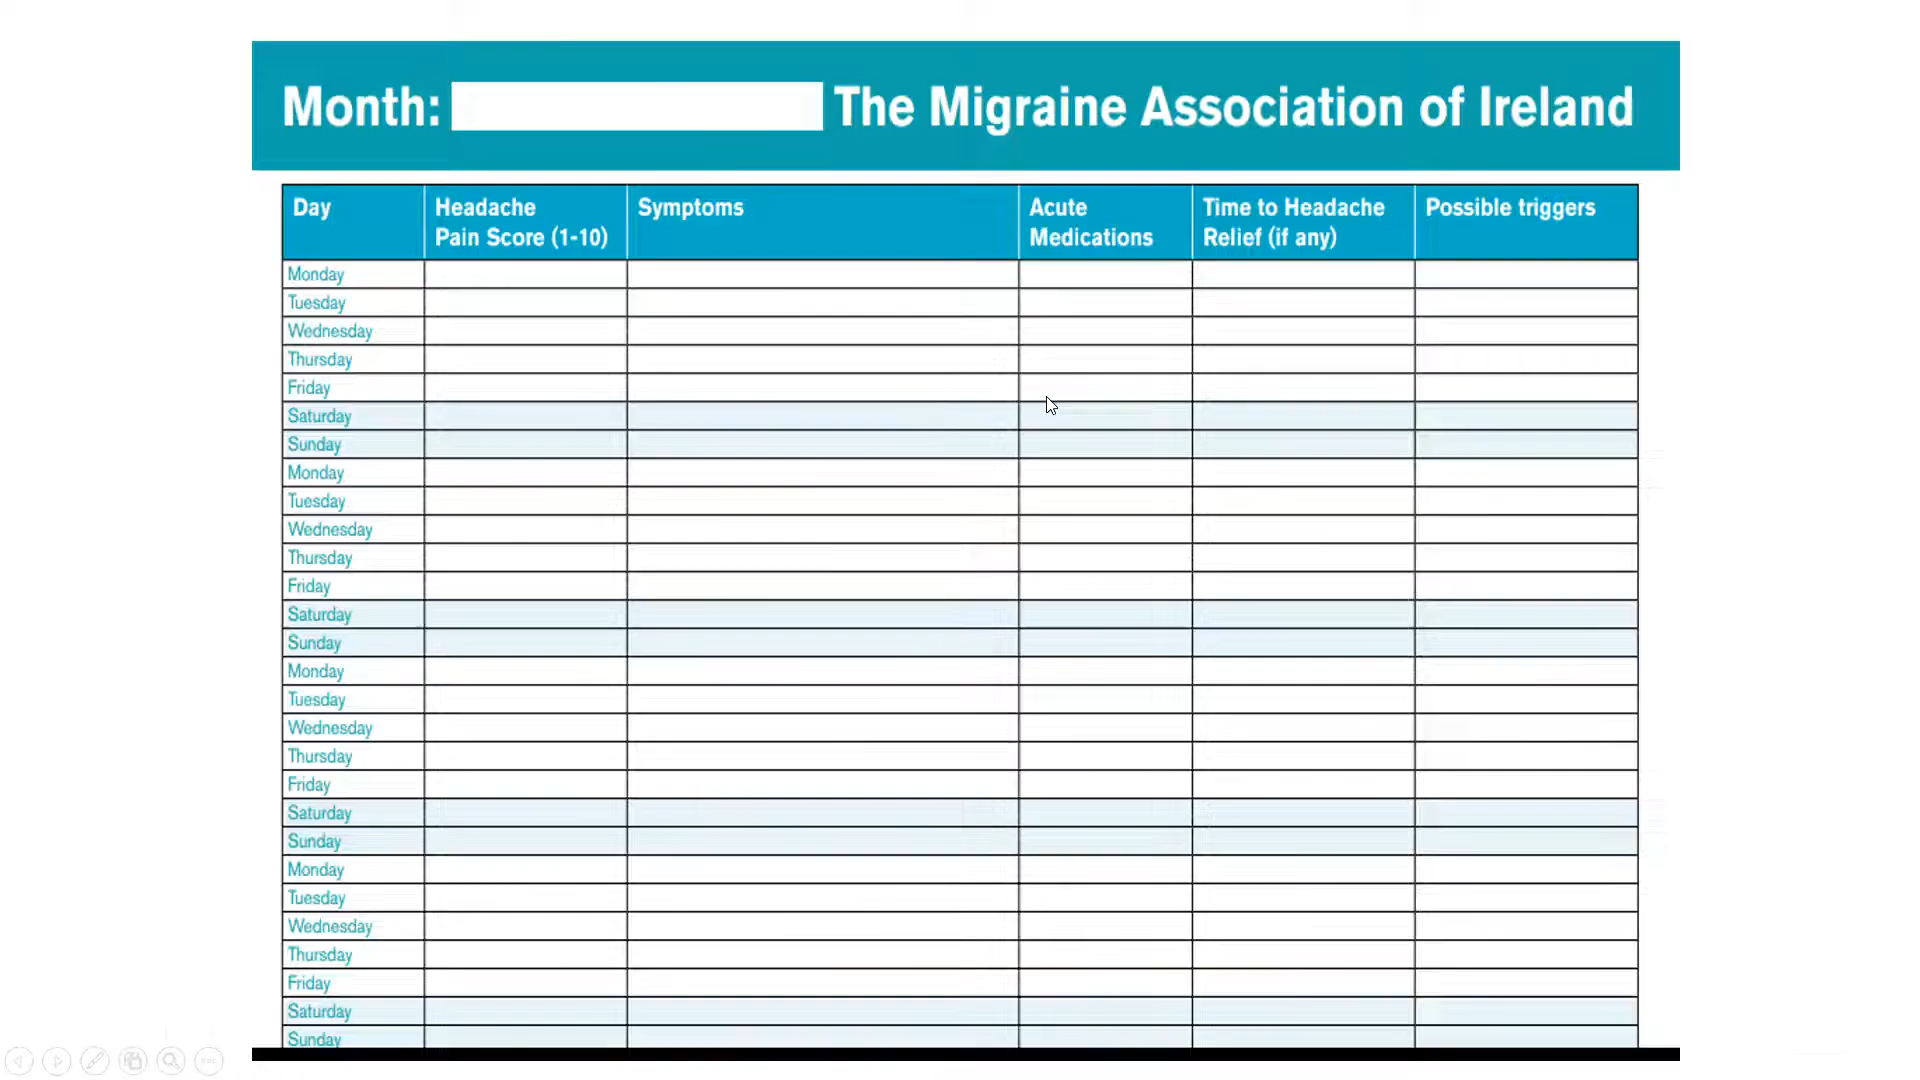 Month: The Migraine Association of Ireland
Day Headache Symptoms Acute Time to Headache Possible triggers
Pain Score (1-10) Medications Relief (if any)
Monday
Tuesday
Wednesday
Thursday
Friday
Saturday
Sunday
Monday
Tuesday
Wednesday
Thursday
Friday
Saturday
Sunday
Monday
Tuesday
Wednesday
Thursday
Friday
Saturday
Sunday
Monday
Tuesday
Wednesday
Thursday
Friday
Saturday
Sunday